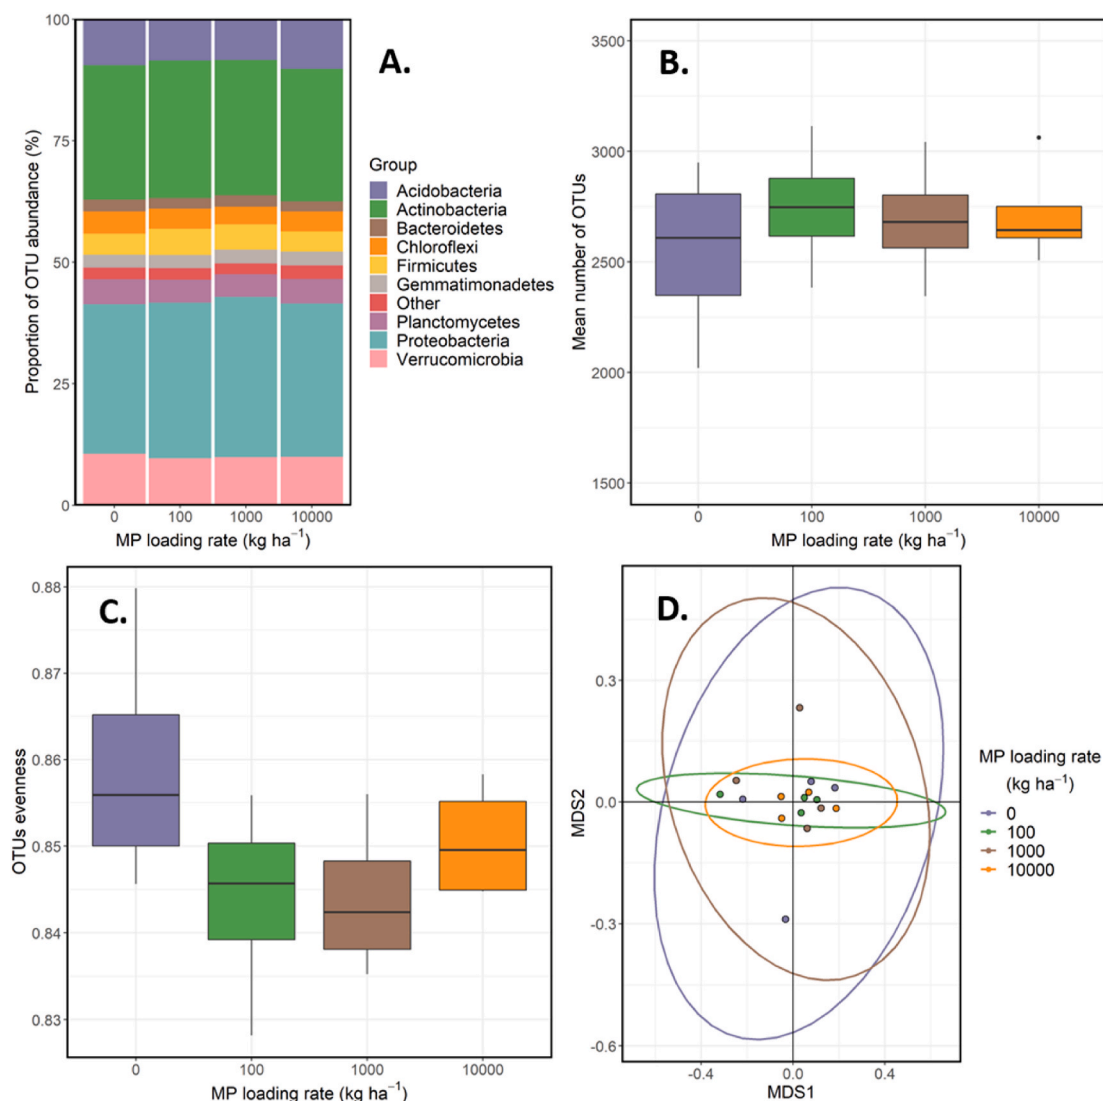 A.
100
75
50
25
0
Proportion of OTU abundance (%)
0 100 1000 10000
MP loading rate (kg ha⁻¹)
Group
Acidobacteria
Actinobacteria
Bacteroidetes
Chloroflexi
Firmicutes
Gemmatimonadetes
Other
Planctomycetes
Proteobacteria
Verrucomicrobia
B.
3500
3000
2500
2000
1500
Mean number of OTUs
0 100 1000 10000
MP loading rate (kg ha⁻¹)
C.
0.88
0.87
0.86
0.85
0.84
0.83
OTUs evenness
0 100 1000 10000
MP loading rate (kg ha⁻¹)
D.
0.3
0.0
-0.3
-0.6
MDS2
-0.4 0.0 0.4
MDS1
MP loading rate
(kg ha⁻¹)
0
100
1000
10000